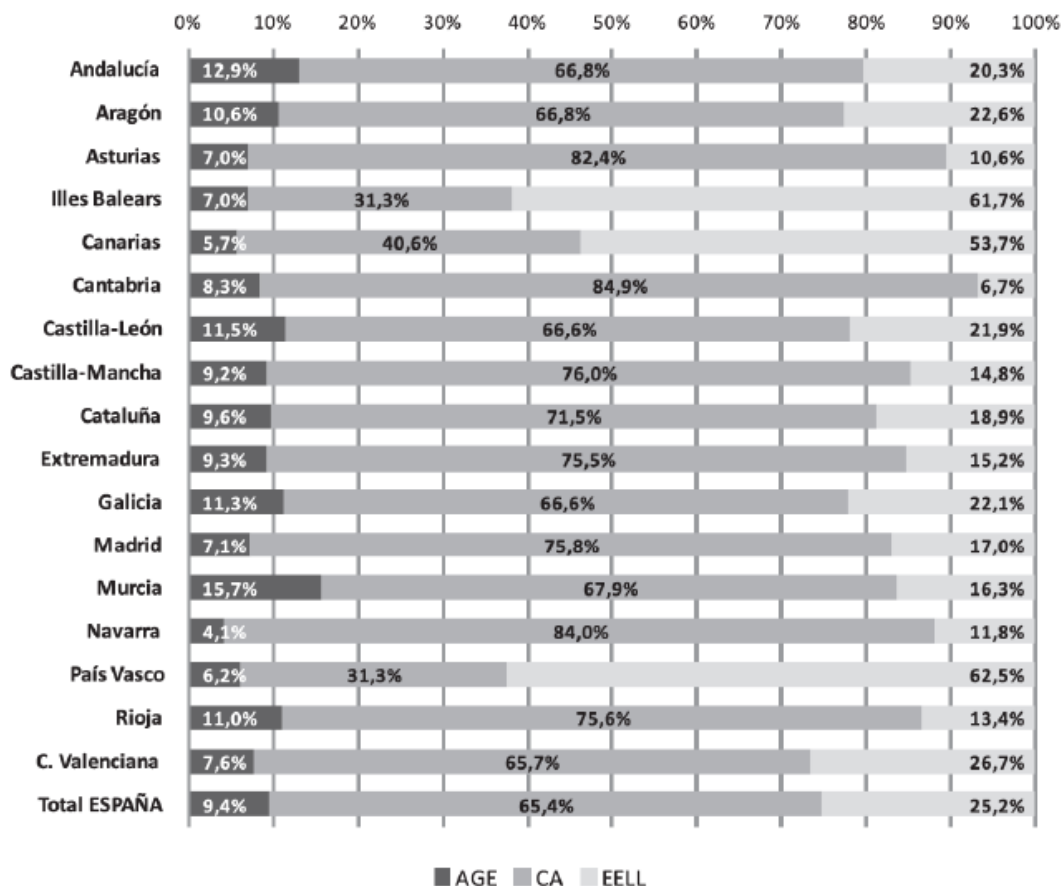 0% 10% 20% 30% 40% 50% 60% 70% 80% 90% 100%
Andalucía 12,9% 66,8% 20,3%
Aragón 10,6% 66,8% 22,6%
Asturias 7,0% 82,4% 10,6%
Illes Balears 7,0% 31,3% 61,7%
Canarias 5,7% 40,6% 53,7%
Cantabria 8,3% 84,9% 6,7%
Castilla-León 11,5% 66,6% 21,9%
Castilla-Mancha 9,2% 76,0% 14,8%
Cataluña 9,6% 71,5% 18,9%
Extremadura 9,3% 75,5% 15,2%
Galicia 11,3% 66,6% 22,1%
Madrid 7,1% 75,8% 17,0%
Murcia 15,7% 67,9% 16,3%
Navarra 4,1% 84,0% 11,8%
País Vasco 6,2% 31,3% 62,5%
Rioja 11,0% 75,6% 13,4%
C. Valenciana 7,6% 65,7% 26,7%
Total ESPAÑA 9,4% 65,4% 25,2%
AGE CA EELL